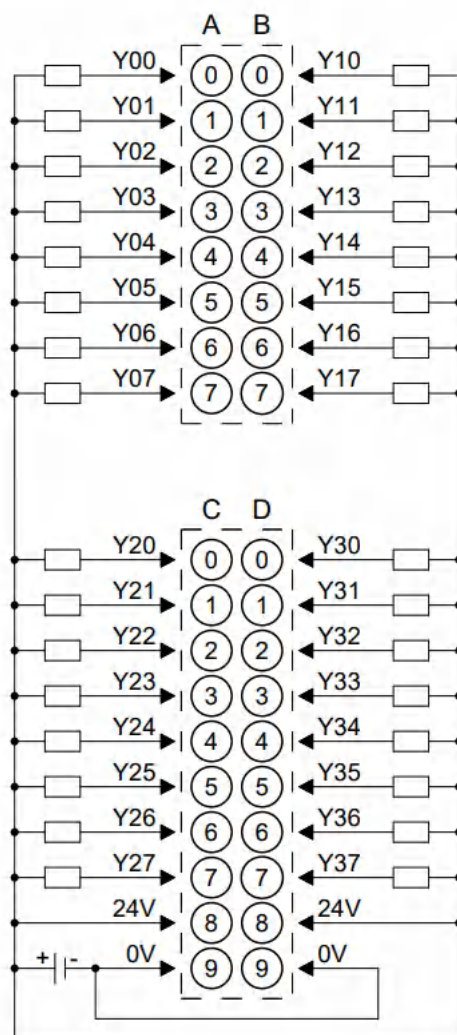 A B
Y00 0 0 Y10
Y01 1 1 Y11
Y02 2 2 Y12
Y03 3 3 Y13
Y04 4 4 Y14
Y05 5 5 Y15
Y06 6 6 Y16
Y07 7 7 Y17
C D
Y20 0 0 Y30
Y21 1 1 Y31
Y22 2 2 Y32
Y23 3 3 Y33
Y24 4 4 Y34
Y25 5 5 Y35
Y26 6 6 Y36
Y27 7 7 Y37
24V 8 8 24V
+ - 0V 9 9 0V